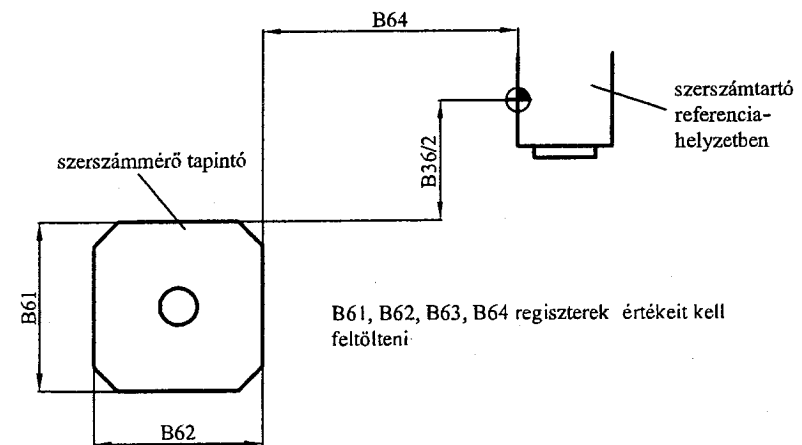 B64
szerszámtartó
referencia-
helyzetben
B36/2
szerszámmérő tapintó
B61
B61, B62, B63, B64 regiszterek értékeit kell
feltölteni
B62